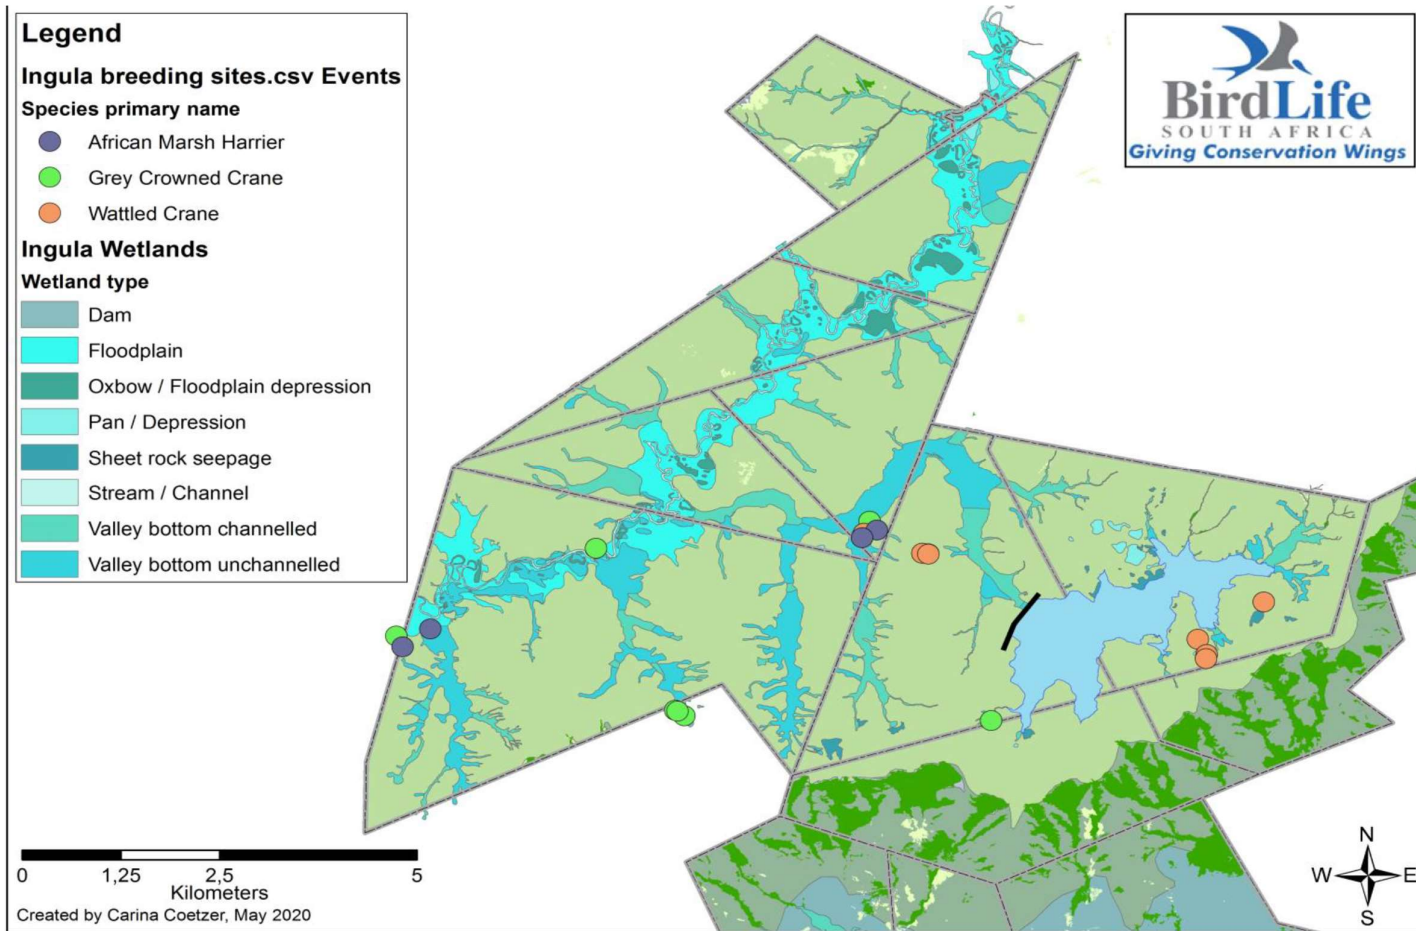 Legend
Ingula breeding sites.csv Events
Species primary name
African Marsh Harrier
Grey Crowned Crane
Wattled Crane
Ingula Wetlands
Wetland type
Dam
Floodplain
Oxbow / Floodplain depression
Pan / Depression
Sheet rock seepage
Stream / Channel
Valley bottom channelled
Valley bottom unchannelled
0 1,25 2,5 5
Kilometers
Created by Carina Coetzer, May 2020
BirdLife
SOUTH AFRICA
Giving Conservation Wings
N
W E
S